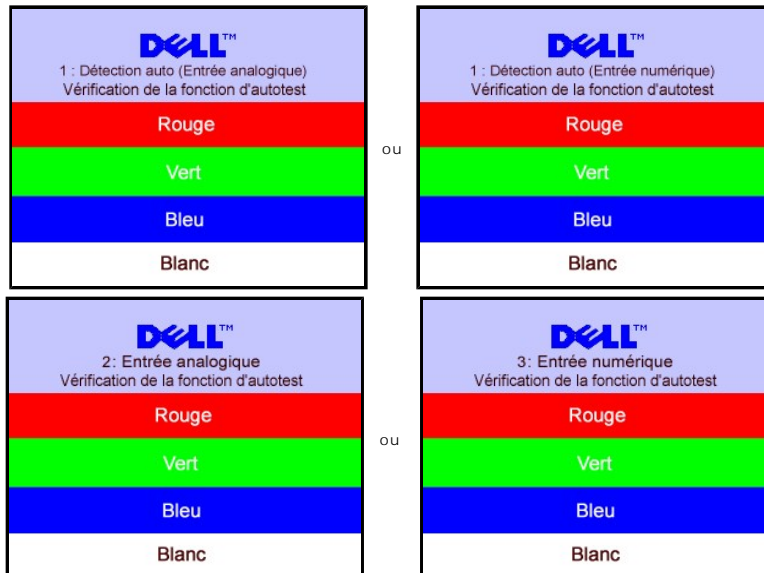 DELL™
1 : Détection auto (Entrée analogique)
Vérification de la fonction d'autotest
Rouge
Vert
Bleu
Blanc
ou
DELL™
1 : Détection auto (Entrée numérique)
Vérification de la fonction d'autotest
Rouge
Vert
Bleu
Blanc
DELL™
2: Entrée analogique
Vérification de la fonction d'autotest
Rouge
Vert
Bleu
Blanc
ou
DELL™
3: Entrée numérique
Vérification de la fonction d'autotest
Rouge
Vert
Bleu
Blanc